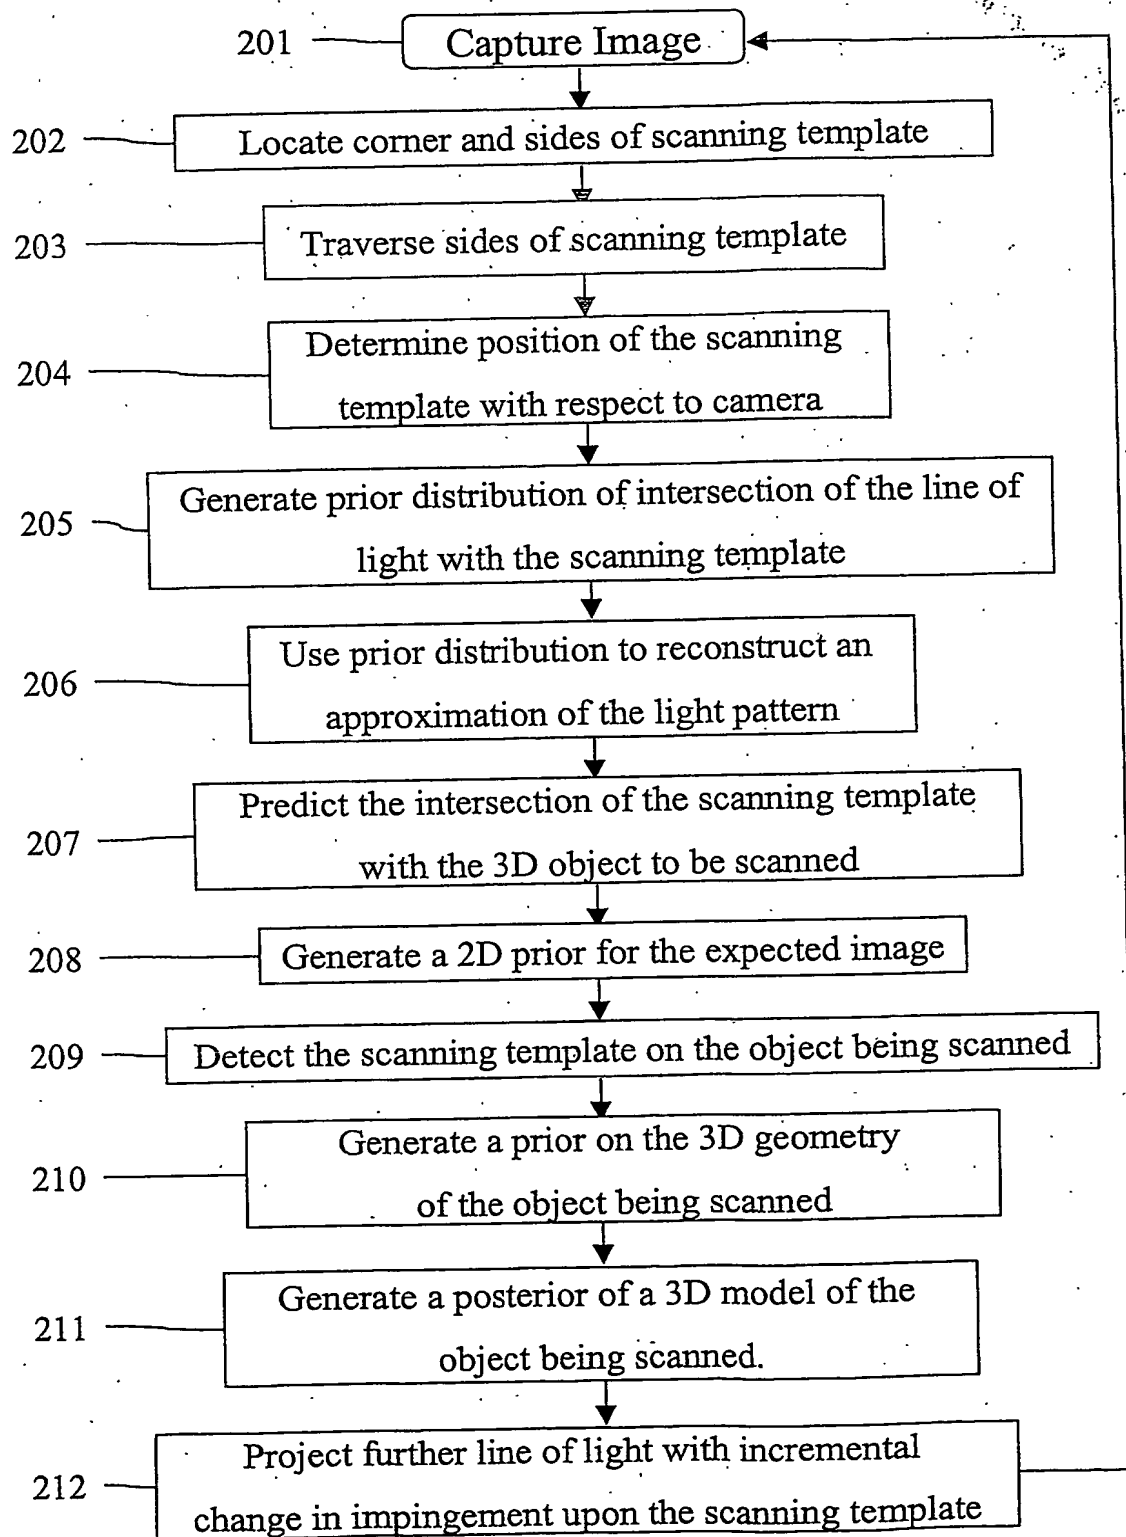 201
Capture Image
202
Locate corner and sides of scanning template
203
Traverse sides of scanning template
204
Determine position of the scanning
template with respect to camera
205
Generate prior distribution of intersection of the line of
light with the scanning template
206
Use prior distribution to reconstruct an
approximation of the light pattern
207
Predict the intersection of the scanning template
with the 3D object to be scanned
208
Generate a 2D prior for the expected image
209
Detect the scanning template on the object being scanned
210
Generate a prior on the 3D geometry
of the object being scanned
211
Generate a posterior of a 3D model of the
object being scanned.
212
Project further line of light with incremental
change in impingement upon the scanning template